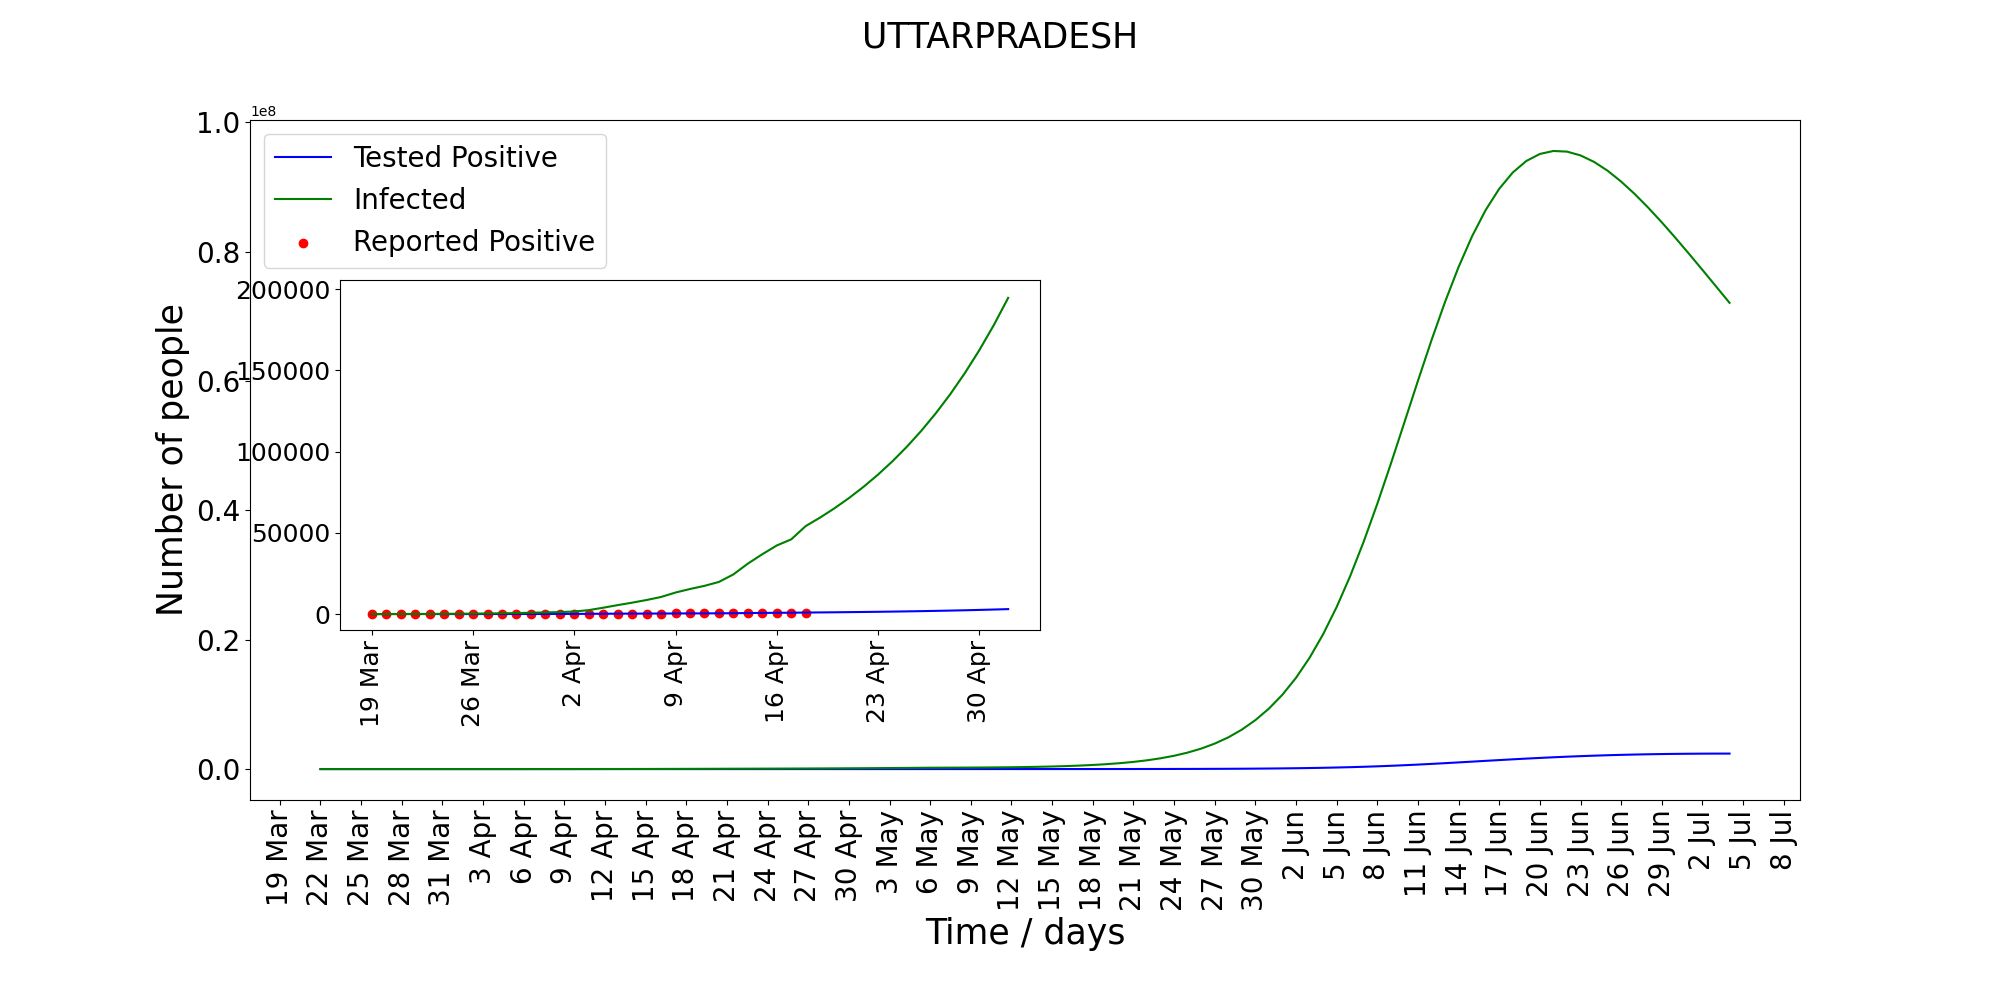 UTTARPRADESH
1e8
1.0
0.8
0.6
0.4
0.2
0.0
Number of people
Tested Positive
Infected
Reported Positive
200000
150000
100000
50000
0
19 Mar
26 Mar
2 Apr
9 Apr
16 Apr
23 Apr
30 Apr
19 Mar
22 Mar
25 Mar
28 Mar
31 Mar
3 Apr
6 Apr
9 Apr
12 Apr
15 Apr
18 Apr
21 Apr
24 Apr
27 Apr
30 Apr
3 May
6 May
9 May
12 May
15 May
18 May
21 May
24 May
27 May
30 May
2 Jun
5 Jun
8 Jun
11 Jun
14 Jun
17 Jun
20 Jun
23 Jun
26 Jun
29 Jun
2 Jul
5 Jul
8 Jul
Time / days